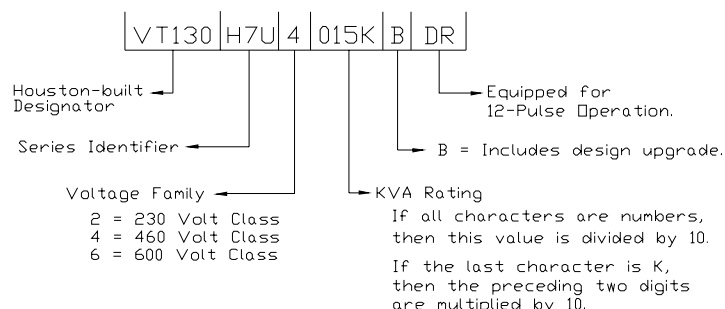 VT130 H7U 4 015K B DR
Houston-built
Designator
Equipped for
12-Pulse Operation.
Series Identifier
B = Includes design upgrade.
Voltage Family
2 = 230 Volt Class
4 = 460 Volt Class
6 = 600 Volt Class
KVA Rating
If all characters are numbers,
then this value is divided by 10.
If the last character is K,
then the preceding two digits
are multiplied by 10.